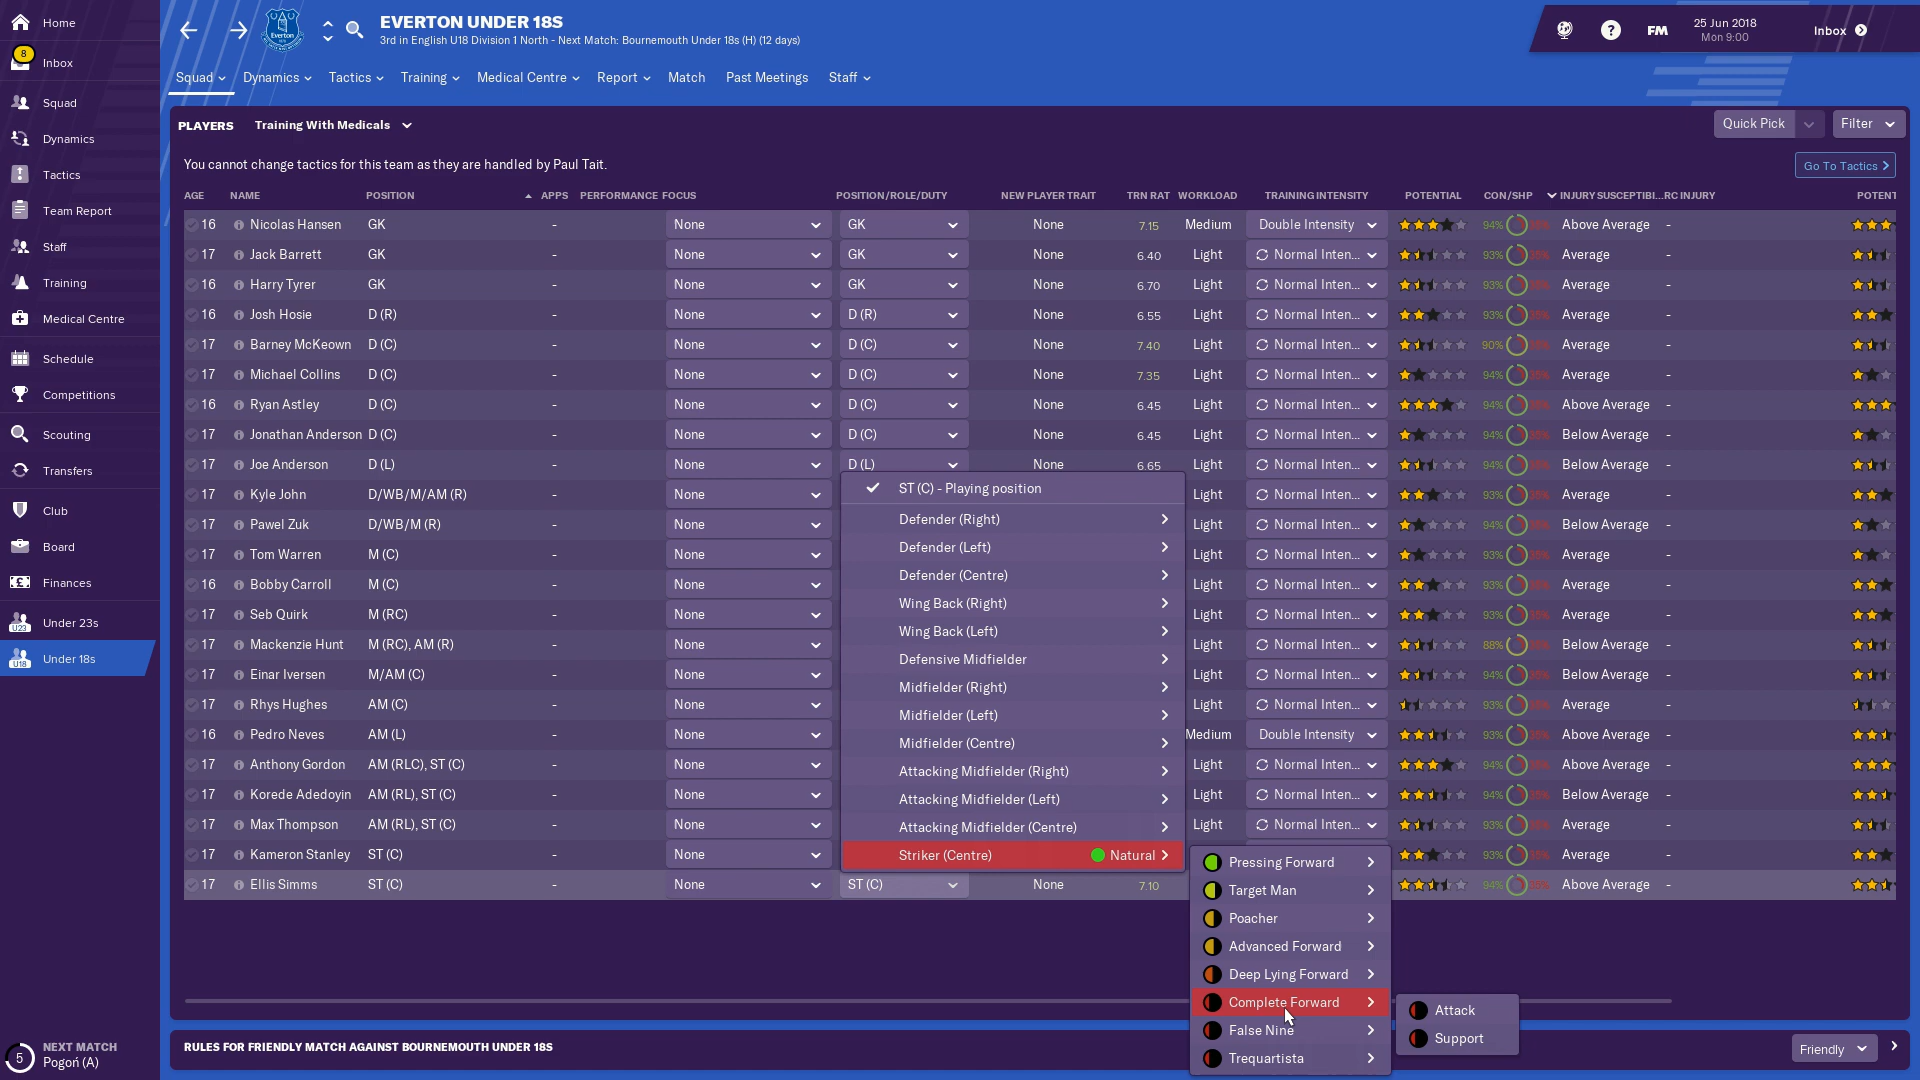 Home
8
Inbox
Squad
Dynamics
Tactics
Team Report
Staff
Training
Medical Centre
Schedule
Competitions
Scouting
Transfers
Club
Board
Finances
U23
Under 23s
U18
Under 18s
5
NEXT MATCH
Pogoń (A)
Everton
EVERTON UNDER 18S
3rd in English U18 Division 1 North - Next Match: Bournemouth Under 18s (H) (12 days)
? FM
25 Jun 2018
Mon 9:00
Inbox
Squad Dynamics Tactics Training Medical Centre Report Match Past Meetings Staff
PLAYERS Training With Medicals Quick Pick Filter
You cannot change tactics for this team as they are handled by Paul Tait. Go To Tactics
AGE NAME POSITION APPS PERFORMANCE FOCUS POSITION/ROLE/DUTY NEW PLAYER TRAIT TRN RAT WORKLOAD TRAINING INTENSITY POTENTIAL CON/SHP INJURY SUSCEPTIBI...RC INJURY POTENT
16 Nicolas Hansen GK - None GK None 7.15 Medium Double Intensity 94% Above Average -
17 Jack Barrett GK - None GK None 6.40 Light Normal Inten... 93% Average -
16 Harry Tyrer GK - None GK None 6.70 Light Normal Inten... 93% Average -
16 Josh Hosie D (R) - None D (R) None 6.55 Light Normal Inten... 93% Average -
17 Barney McKeown D (C) - None D (C) None 7.40 Light Normal Inten... 90% Average -
17 Michael Collins D (C) - None D (C) None 7.35 Light Normal Inten... 94% Average -
16 Ryan Astley D (C) - None D (C) None 6.45 Light Normal Inten... 94% Above Average -
17 Jonathan Anderson D (C) - None D (C) None 6.45 Light Normal Inten... 94% Below Average -
17 Joe Anderson D (L) - None D (L) None 6.65 Light Normal Inten... 94% Below Average -
17 Kyle John D/WB/M/AM (R) - None Light Normal Inten... 93% Average -
17 Pawel Zuk D/WB/M (R) - None Light Normal Inten... 94% Below Average -
17 Tom Warren M (C) - None Light Normal Inten... 93% Average -
16 Bobby Carroll M (C) - None Light Normal Inten... 93% Average -
17 Seb Quirk M (RC) - None Light Normal Inten... 93% Average -
17 Mackenzie Hunt M (RC), AM (R) - None Light Normal Inten... 88% Below Average -
17 Einar Iversen M/AM (C) - None Light Normal Inten... 94% Below Average -
17 Rhys Hughes AM (C) - None Light Normal Inten... 93% Average -
16 Pedro Neves AM (L) - None Medium Double Intensity 93% Above Average -
17 Anthony Gordon AM (RLC), ST (C) - None Light Normal Inten... 94% Above Average -
17 Korede Adedoyin AM (RL), ST (C) - None Light Normal Inten... 94% Below Average -
17 Max Thompson AM (RL), ST (C) - None Light Normal Inten... 93% Average -
17 Kameron Stanley ST (C) - None 93% Average -
17 Ellis Simms ST (C) - None ST (C) None 7.10 94% Above Average -
ST (C) - Playing position
Defender (Right)
Defender (Left)
Defender (Centre)
Wing Back (Right)
Wing Back (Left)
Defensive Midfielder
Midfielder (Right)
Midfielder (Left)
Midfielder (Centre)
Attacking Midfielder (Right)
Attacking Midfielder (Left)
Attacking Midfielder (Centre)
Striker (Centre) Natural
Pressing Forward
Target Man
Poacher
Advanced Forward
Deep Lying Forward
Complete Forward
False Nine
Trequartista
Attack
Support
RULES FOR FRIENDLY MATCH AGAINST BOURNEMOUTH UNDER 18S Friendly